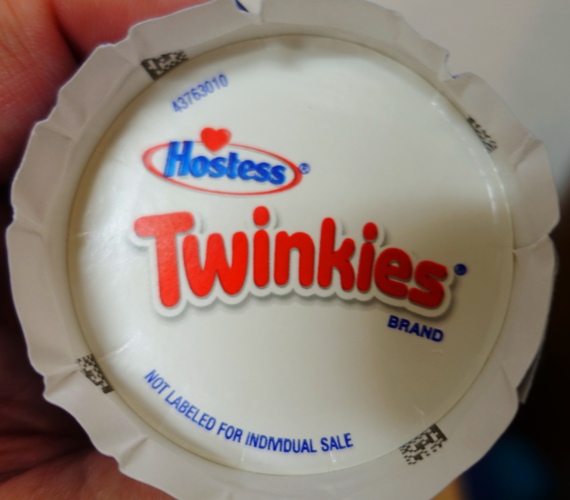 43763010
Hostess®
Twinkies®
BRAND
NOT LABELED FOR INDIVIDUAL SALE